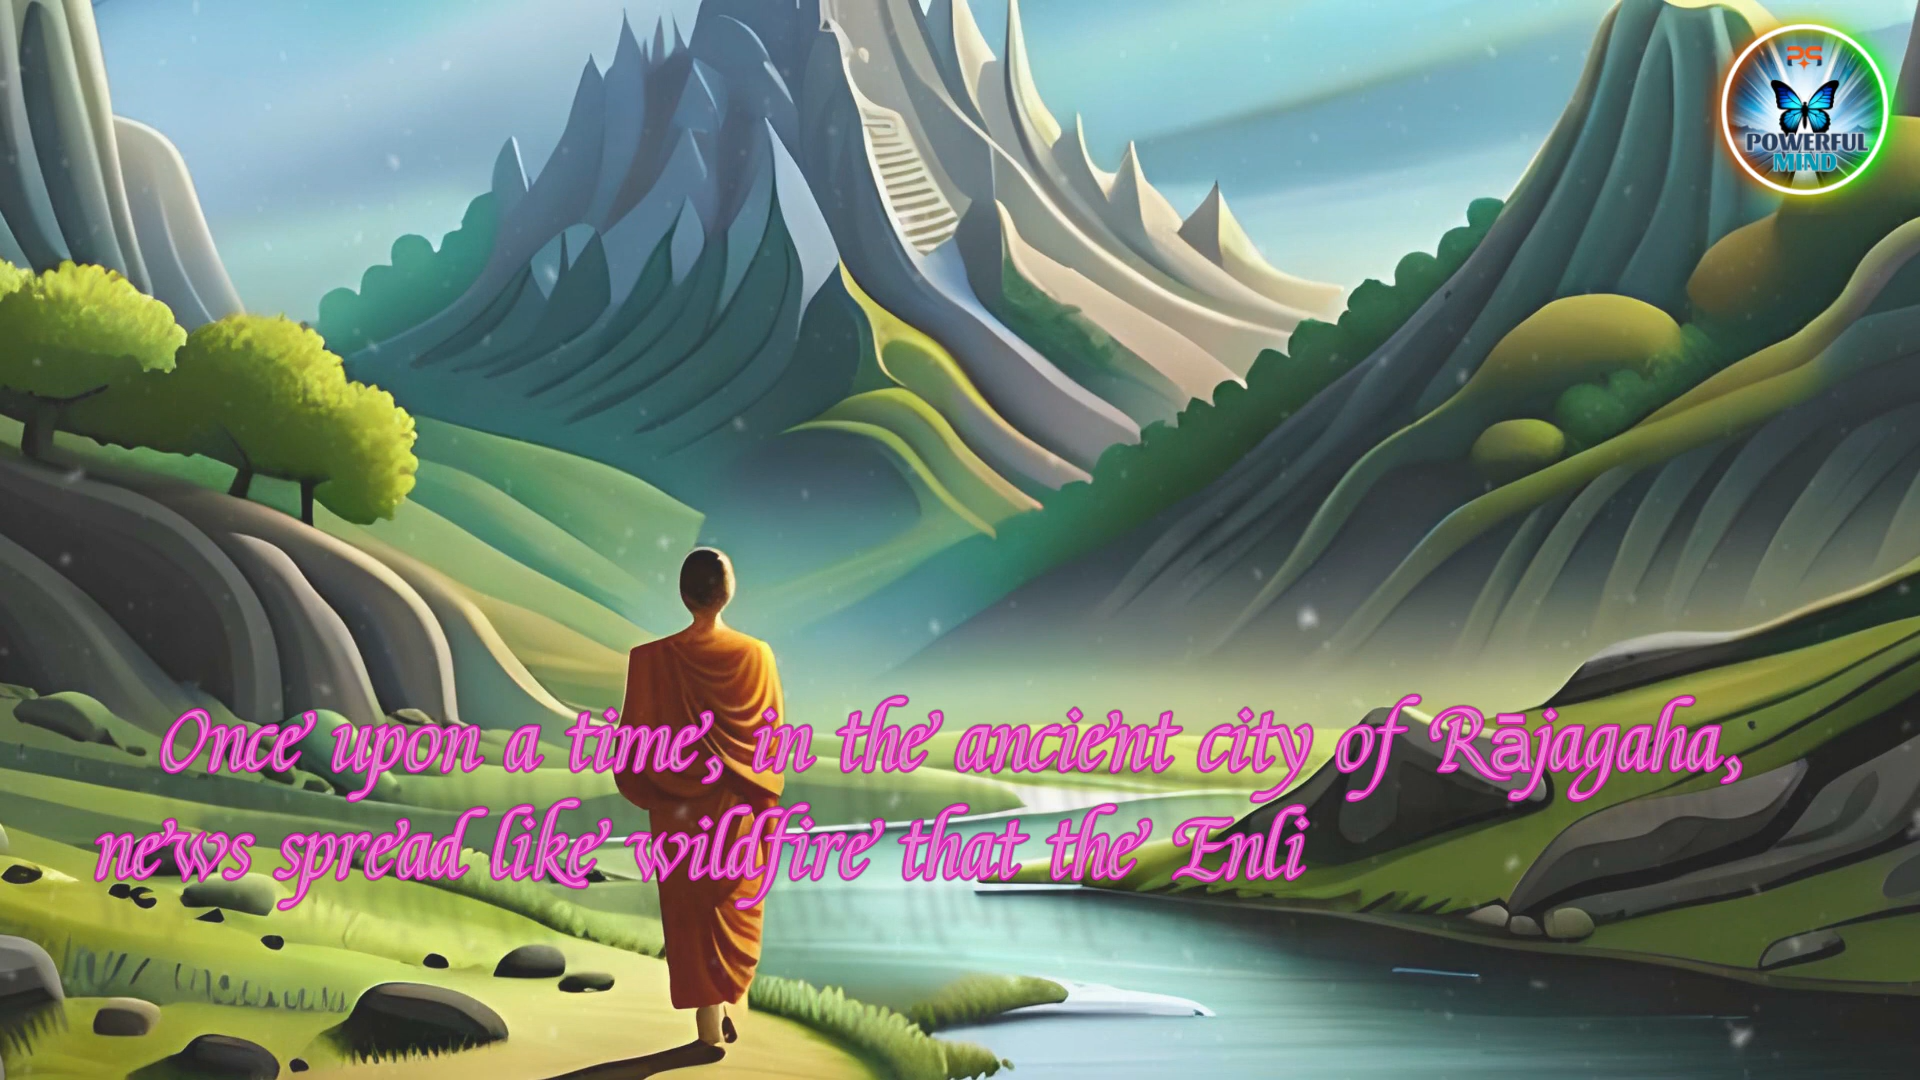 POWERFUL
MIND
Once upon a time, in the ancient city of Rājagaha,
news spread like wildfire that the Enli